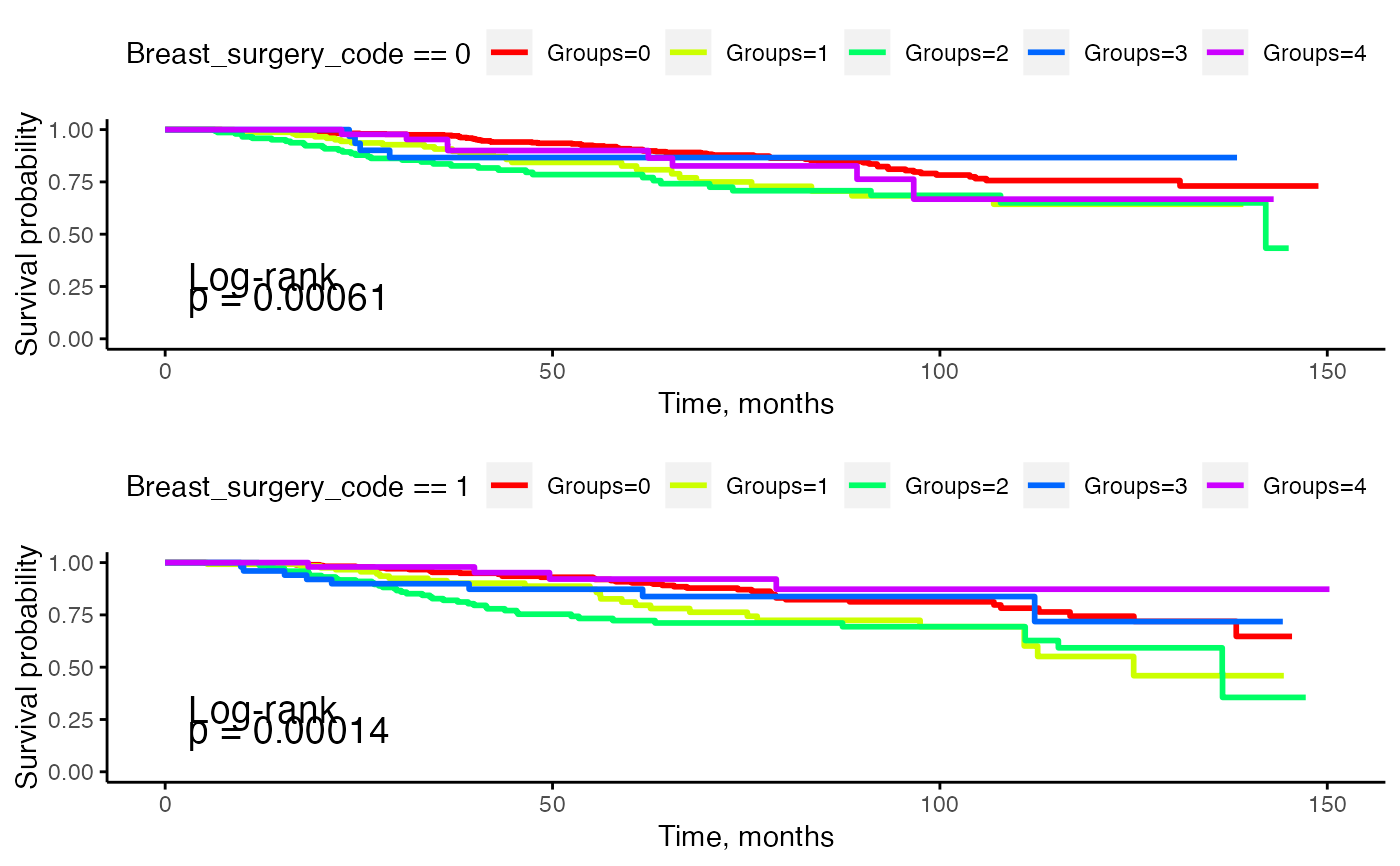 Breast_surgery_code == 0 Groups=0 Groups=1 Groups=2 Groups=3 Groups=4
Survival probability
1.00
0.75
0.50
0.25
0.00
Log-rank
p = 0.00061
0 50 100 150
Time, months
Breast_surgery_code == 1 Groups=0 Groups=1 Groups=2 Groups=3 Groups=4
Survival probability
1.00
0.75
0.50
0.25
0.00
Log-rank
p = 0.00014
0 50 100 150
Time, months